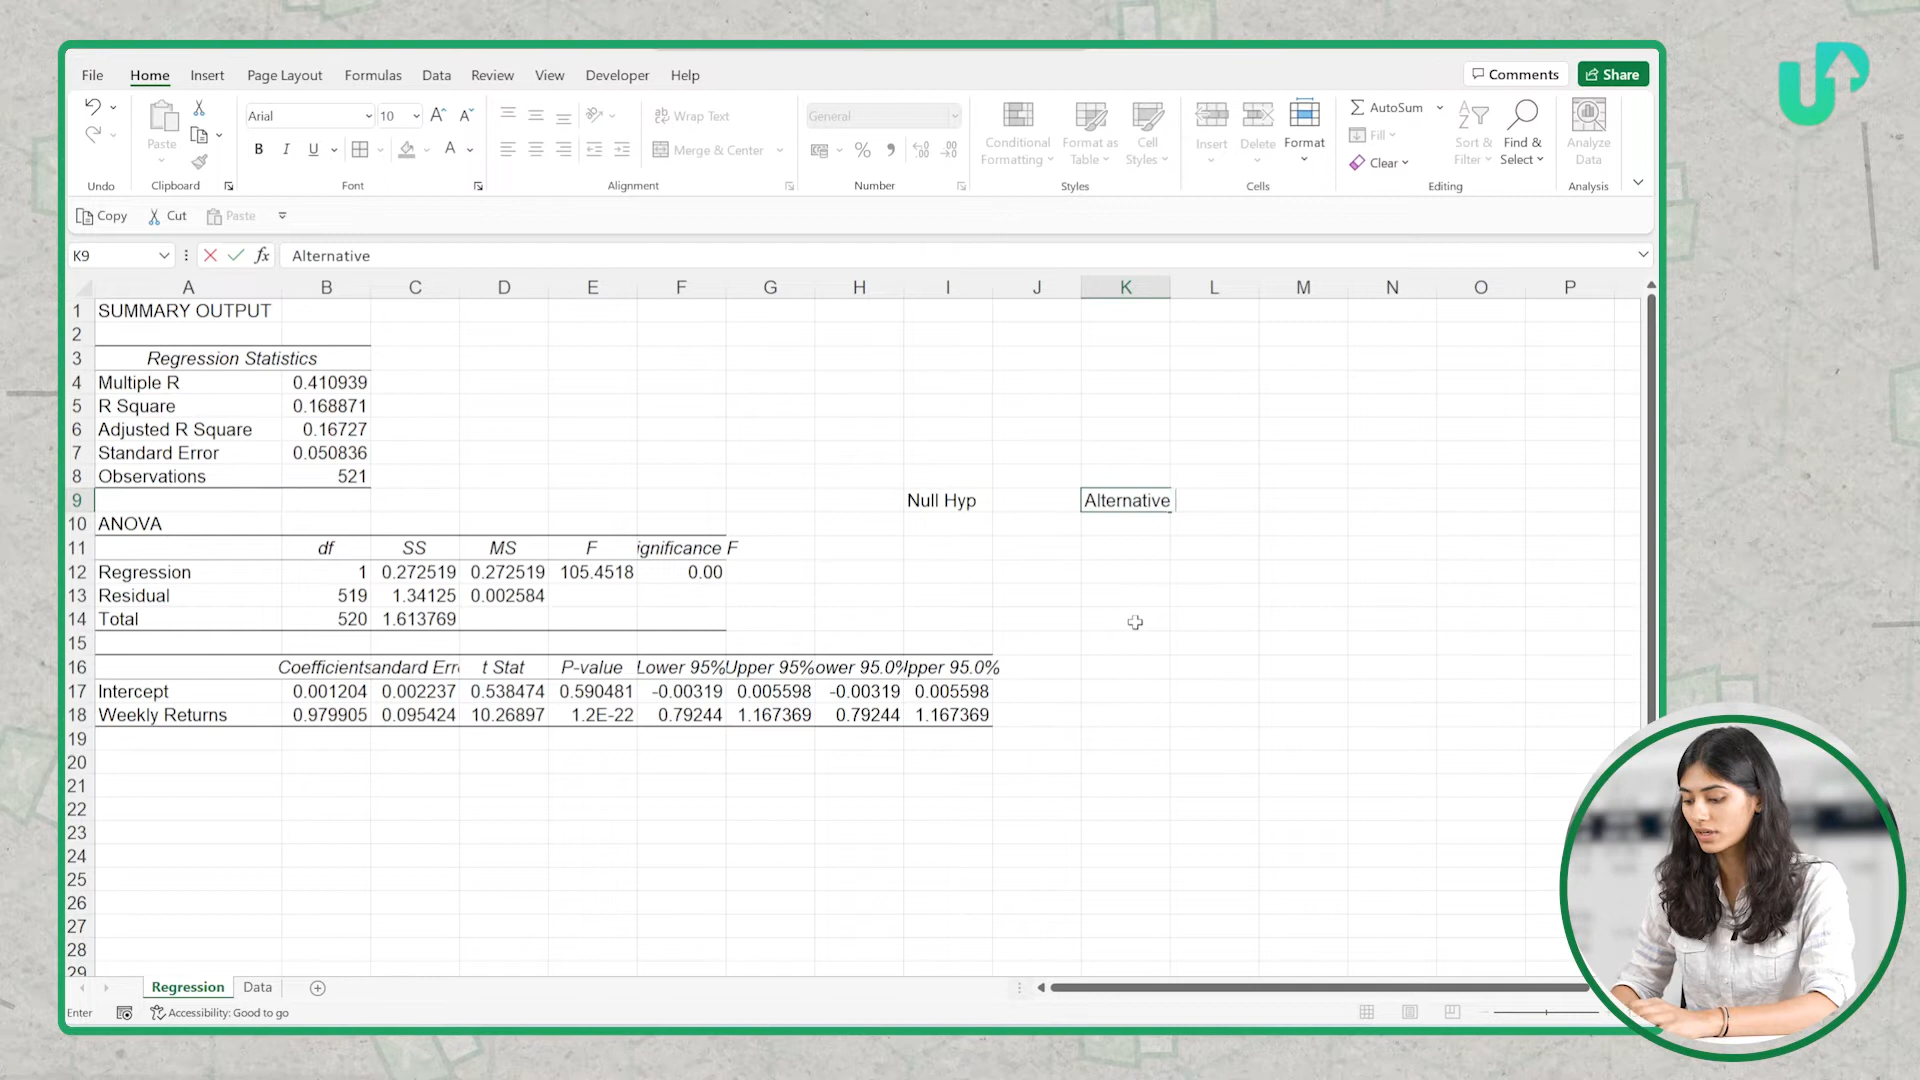 File Home Insert Page Layout Formulas Data Review View Developer Help Comments Share
Arial 10 Wrap Text General AutoSum
Paste Conditional Format as Cell Insert Delete Format Fill Sort & Find & Analyze
B I U A Merge & Center % Formatting Table Styles Clear Filter Select Data
Undo Clipboard Font Alignment Number Styles Cells Editing Analysis
Copy Cut Paste
K9 fx Alternative
A B C D E F G H I J K L M N O P
1 SUMMARY OUTPUT
2
3 Regression Statistics
4 Multiple R 0.410939
5 R Square 0.168871
6 Adjusted R Square 0.16727
7 Standard Error 0.050836
8 Observations 521
9 Null Hyp Alternative
10 ANOVA
11 df SS MS F ignificance F
12 Regression 1 0.272519 0.272519 105.4518 0.00
13 Residual 519 1.34125 0.002584
14 Total 520 1.613769
15
16 Coefficients andard Err t Stat P-value Lower 95% Upper 95% ower 95.0% lpper 95.0%
17 Intercept 0.001204 0.002237 0.538474 0.590481 -0.00319 0.005598 -0.00319 0.005598
18 Weekly Returns 0.979905 0.095424 10.26897 1.2E-22 0.79244 1.167369 0.79244 1.167369
19
20
21
22
23
24
25
26
27
28
29
Regression Data
Enter Accessibility: Good to go